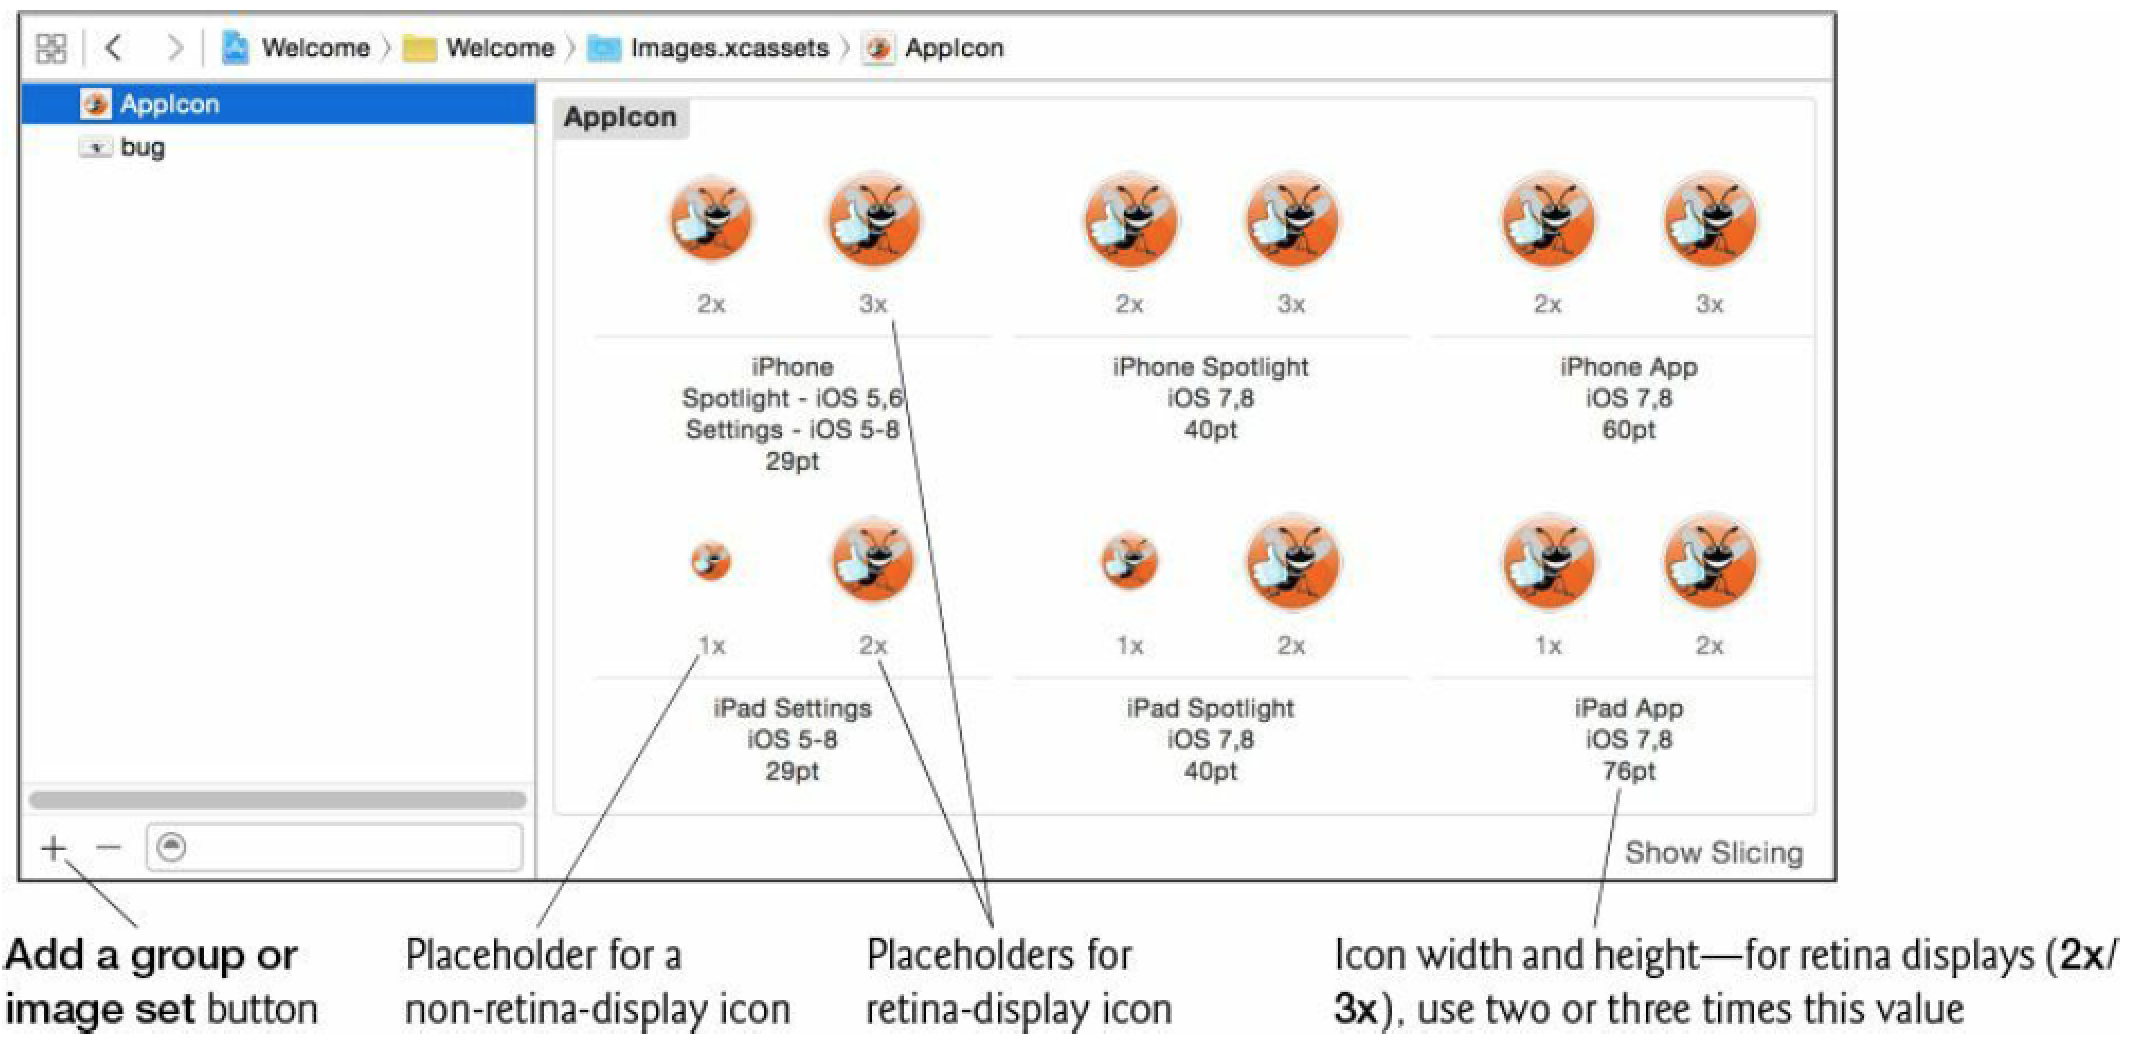 Welcome Welcome Images.xcassets AppIcon
AppIcon
bug
AppIcon
2x 3x 2x 3x 2x 3x
iPhone
Spotlight - iOS 5,6
Settings - iOS 5-8
29pt
iPhone Spotlight
iOS 7,8
40pt
iPhone App
iOS 7,8
60pt
1x 2x 1x 2x 1x 2x
iPad Settings
iOS 5-8
29pt
iPad Spotlight
iOS 7,8
40pt
iPad App
iOS 7,8
76pt
Show Slicing
Add a group or
image set button
Placeholder for a
non-retina-display icon
Placeholders for
retina-display icon
Icon width and height—for retina displays (2x/
3x), use two or three times this value